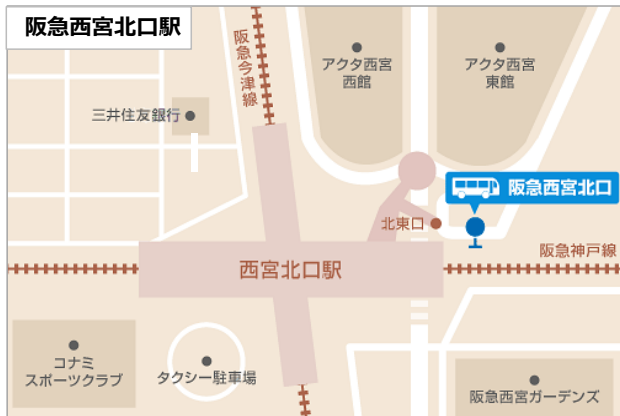 阪急西宮北口駅
阪急今津線
アクタ西宮
西館
アクタ西宮
東館
三井住友銀行
阪急西宮北口
北東口
阪急神戸線
西宮北口駅
コナミ
スポーツクラブ
タクシー駐車場
阪急西宮ガーデンズ